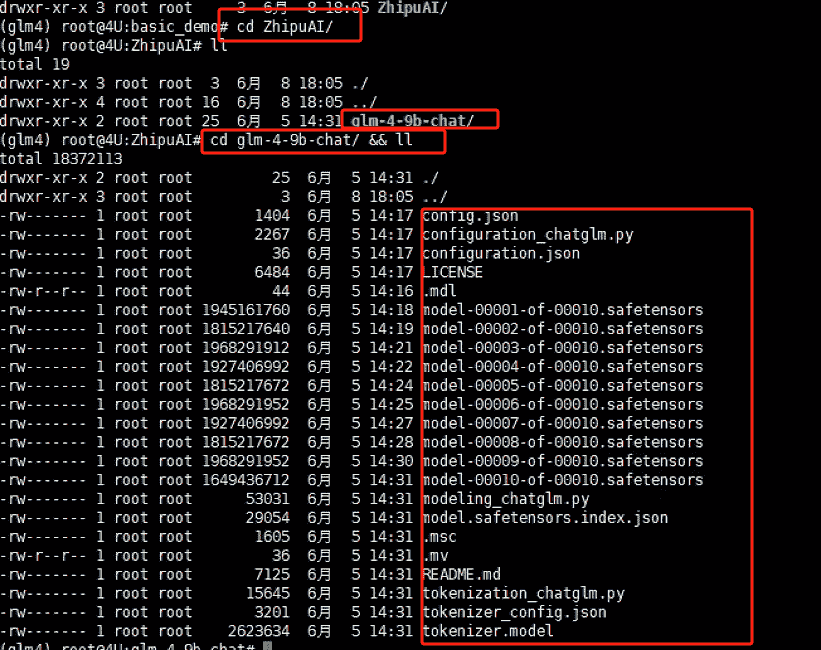 drwxr-xr-x 3 root root  3  6月   8 18:05 ZhipuAI/
(glm4) root@4U:basic_demo# cd ZhipuAI/
(glm4) root@4U:ZhipuAI# ll
total 19
drwxr-xr-x 3 root root  3  6月   8 18:05 ./
drwxr-xr-x 4 root root 16  6月   8 18:05 ../
drwxr-xr-x 2 root root 25  6月   5 14:31 glm-4-9b-chat/
(glm4) root@4U:ZhipuAI# cd glm-4-9b-chat/ && ll
total 18372113
drwxr-xr-x 2 root root         25  6月   5 14:31 ./
drwxr-xr-x 3 root root          3  6月   8 18:05 ../
-rw------- 1 root root       1404  6月   5 14:17 config.json
-rw------- 1 root root       2267  6月   5 14:17 configuration_chatglm.py
-rw------- 1 root root         36  6月   5 14:17 configuration.json
-rw------- 1 root root       6484  6月   5 14:17 LICENSE
-rw-r--r-- 1 root root         44  6月   5 14:16 .mdl
-rw------- 1 root root 1945161760  6月   5 14:18 model-00001-of-00010.safetensors
-rw------- 1 root root 1815217640  6月   5 14:19 model-00002-of-00010.safetensors
-rw------- 1 root root 1968291912  6月   5 14:21 model-00003-of-00010.safetensors
-rw------- 1 root root 1927406992  6月   5 14:22 model-00004-of-00010.safetensors
-rw------- 1 root root 1815217672  6月   5 14:24 model-00005-of-00010.safetensors
-rw------- 1 root root 1968291952  6月   5 14:25 model-00006-of-00010.safetensors
-rw------- 1 root root 1927406992  6月   5 14:27 model-00007-of-00010.safetensors
-rw------- 1 root root 1815217672  6月   5 14:28 model-00008-of-00010.safetensors
-rw------- 1 root root 1968291952  6月   5 14:30 model-00009-of-00010.safetensors
-rw------- 1 root root 1649436712  6月   5 14:31 model-00010-of-00010.safetensors
-rw------- 1 root root      53031  6月   5 14:31 modeling_chatglm.py
-rw------- 1 root root      29054  6月   5 14:31 model.safetensors.index.json
-rw------- 1 root root       1605  6月   5 14:31 .msc
-rw-r--r-- 1 root root         36  6月   5 14:31 .mv
-rw------- 1 root root       7125  6月   5 14:31 README.md
-rw------- 1 root root      15645  6月   5 14:31 tokenization_chatglm.py
-rw------- 1 root root       3201  6月   5 14:31 tokenizer_config.json
-rw------- 1 root root    2623634  6月   5 14:31 tokenizer.model
(glm4) root@4U:glm-4-9b-chat#